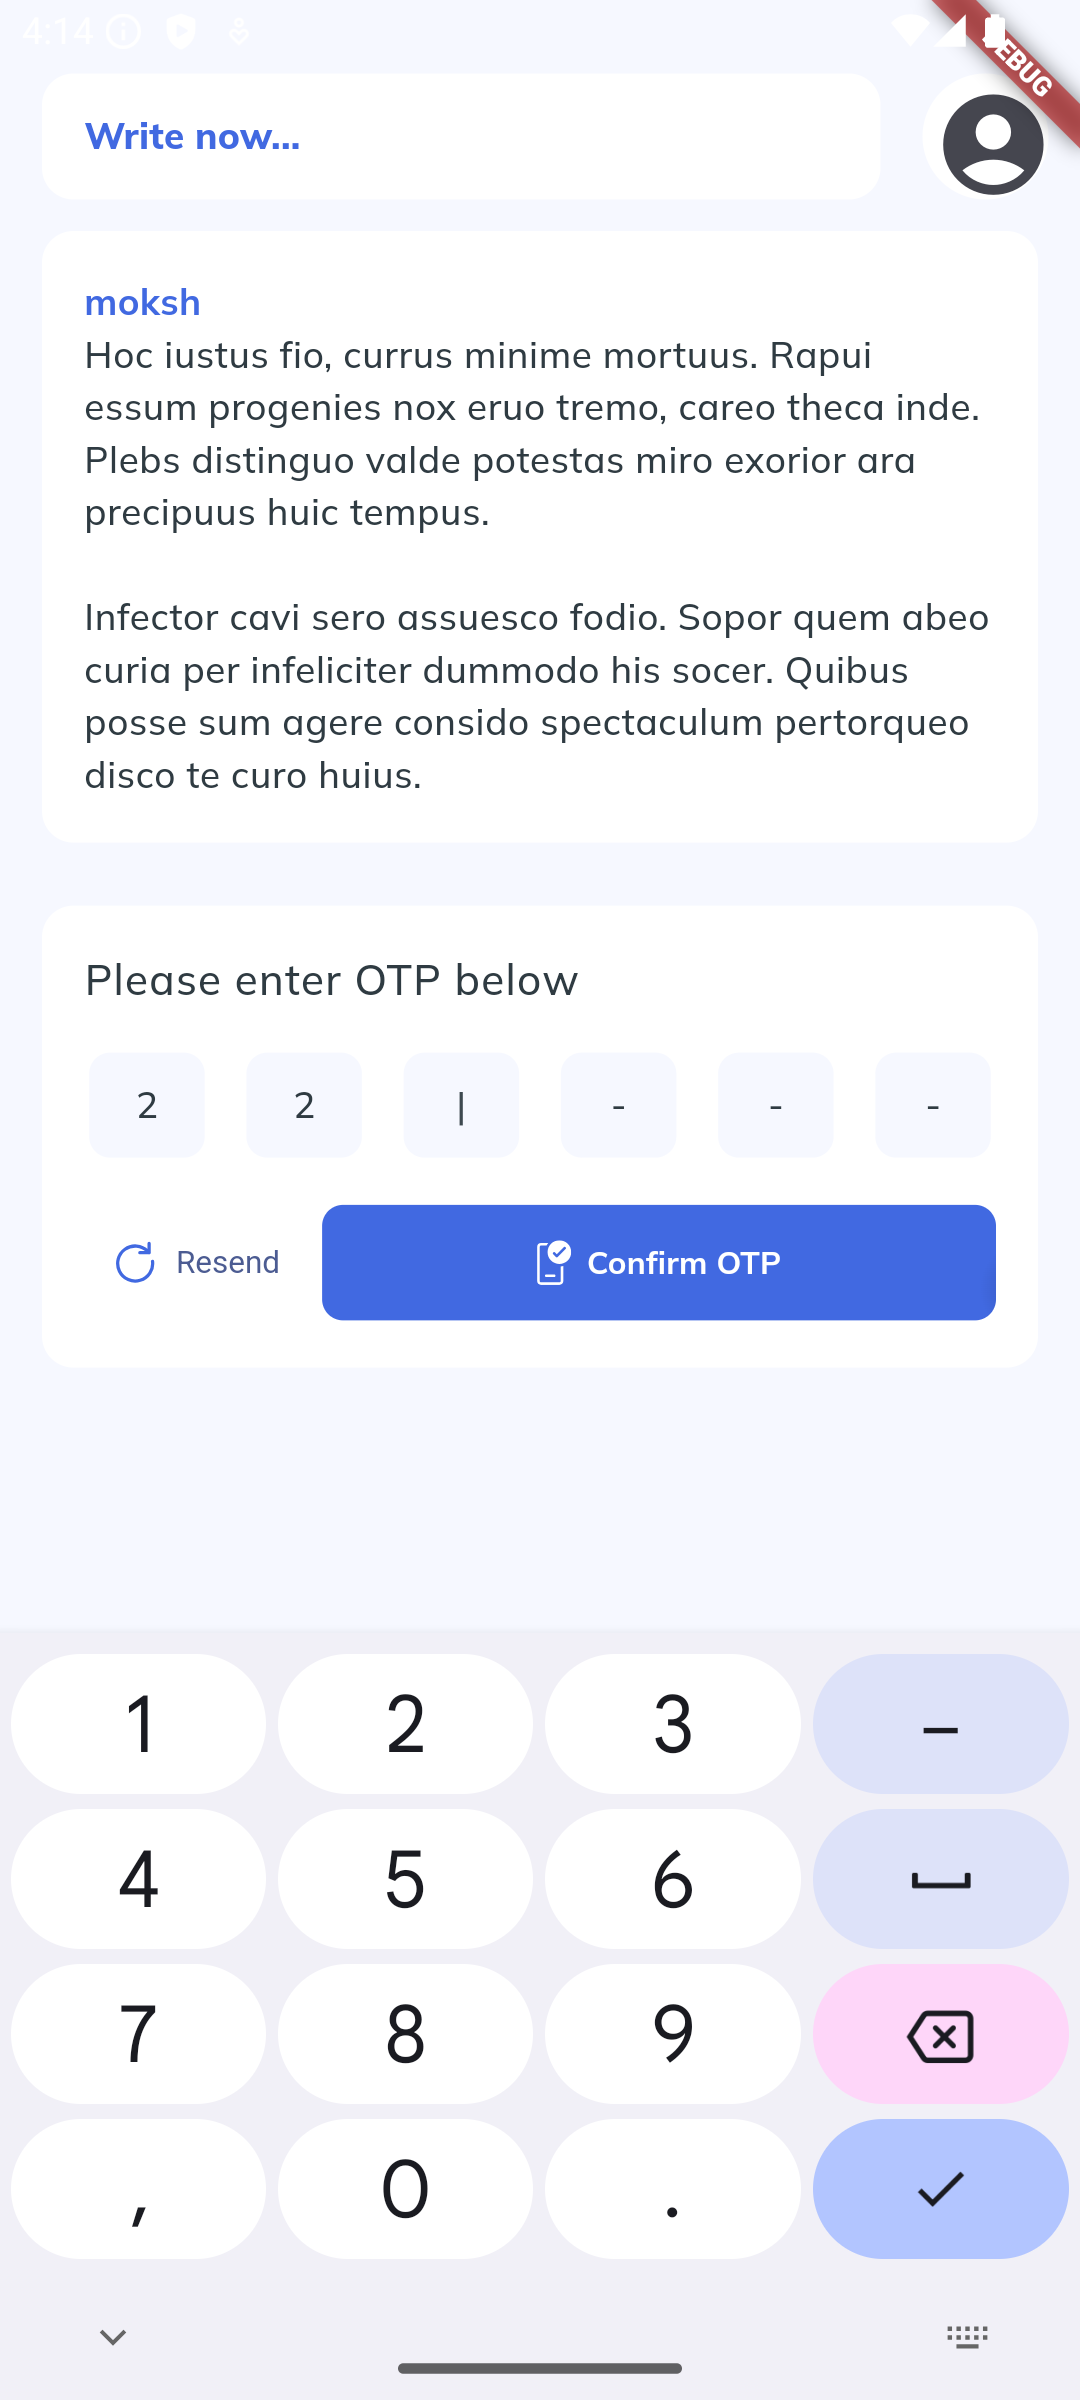 4:14
DEBUG
Write now...
moksh
Hoc iustus fio, currus minime mortuus. Rapui
essum progenies nox eruo tremo, careo theca inde.
Plebs distinguo valde potestas miro exorior ara
precipuus huic tempus.
Infector cavi sero assuesco fodio. Sopor quem abeo
curia per infeliciter dummodo his socer. Quibus
posse sum agere consido spectaculum pertorqueo
disco te curo huius.
Please enter OTP below
2 2 | - - -
Resend Confirm OTP
1 2 3 –
4 5 6
7 8 9
, 0 .